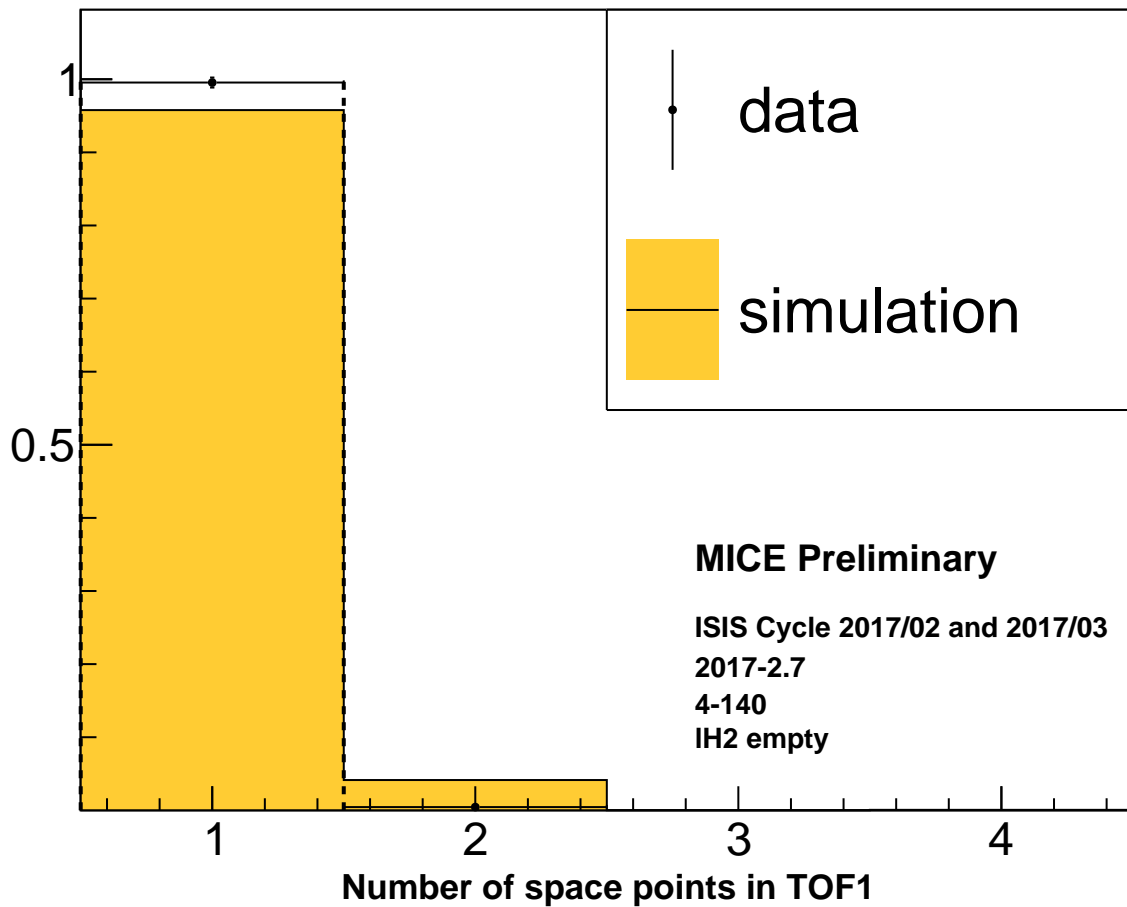 1
data
simulation
0.5
MICE Preliminary
ISIS Cycle 2017/02 and 2017/03
2017-2.7
4-140
lH2 empty
1 2 3 4
Number of space points in TOF1